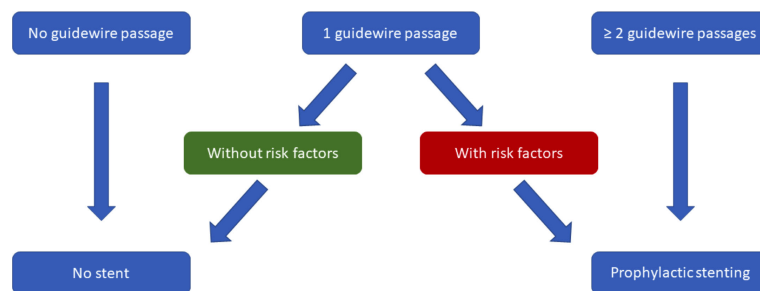 No guidewire passage
1 guidewire passage
≥ 2 guidewire passages
Without risk factors
With risk factors
No stent
Prophylactic stenting